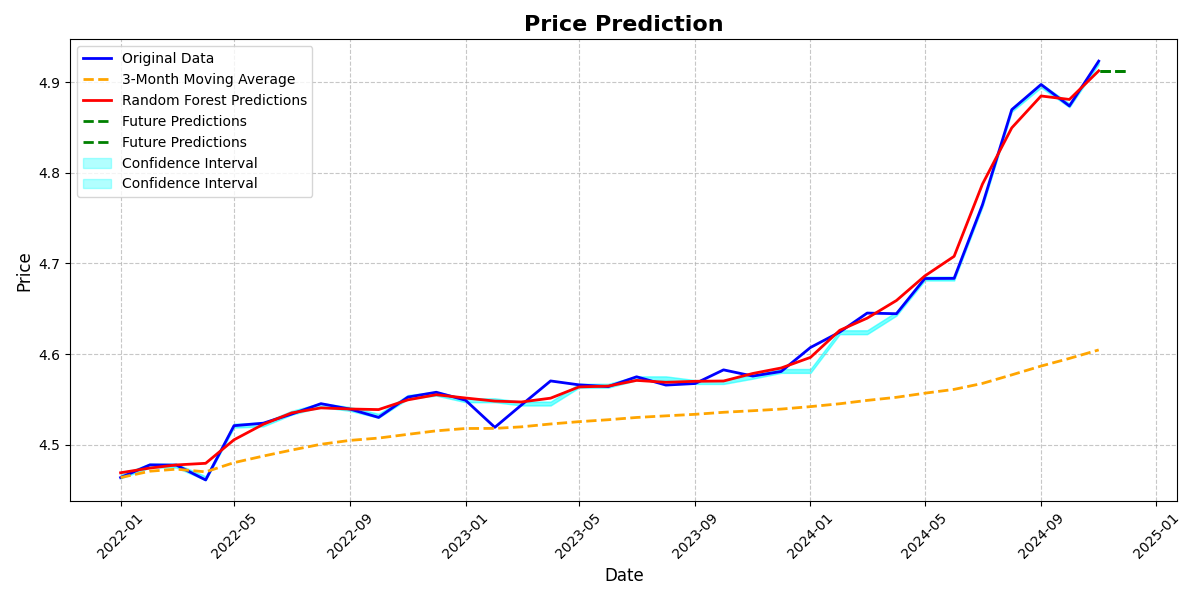 Price Prediction
Original Data
3-Month Moving Average
Random Forest Predictions
Future Predictions
Future Predictions
Confidence Interval
Confidence Interval
Price
4.9
4.8
4.7
4.6
4.5
2022-01
2022-05
2022-09
2023-01
2023-05
2023-09
2024-01
2024-05
2024-09
2025-01
Date